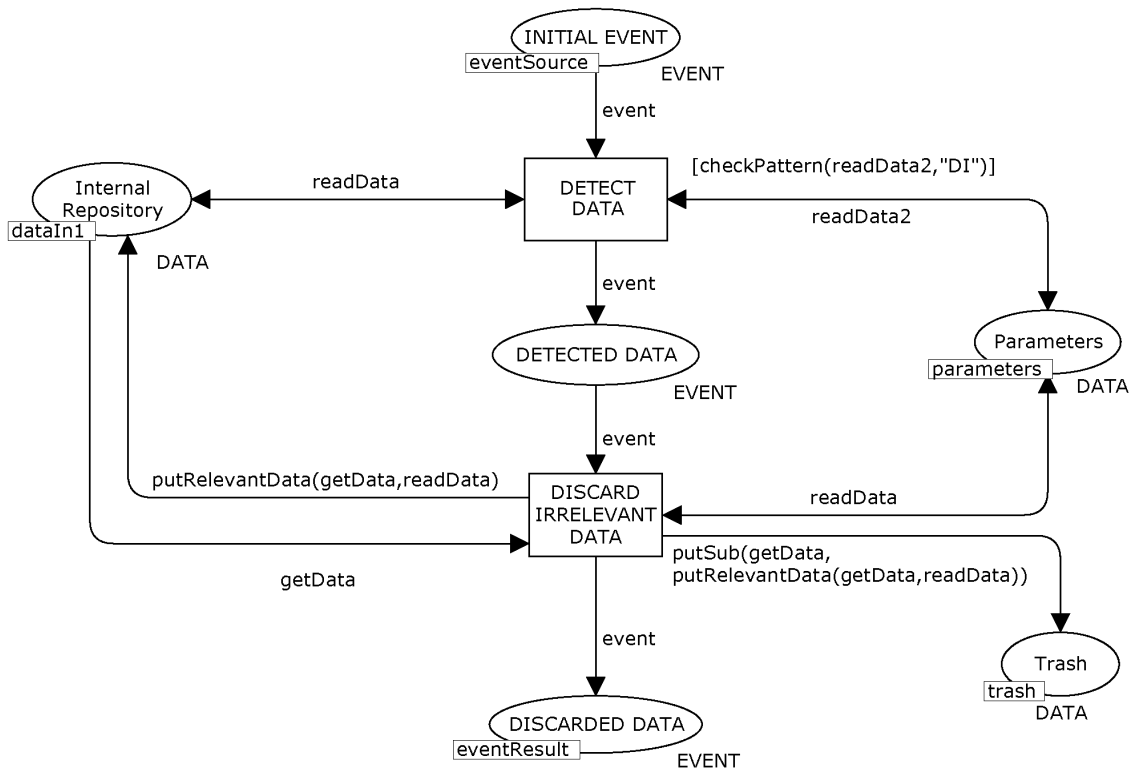 INITIAL EVENT
eventSource
EVENT
event
[checkPattern(readData2,"DI")]
readData
DETECT
DATA
Internal
Repository
dataIn1
readData2
DATA
event
Parameters
parameters
DATA
DETECTED DATA
EVENT
event
putRelevantData(getData,readData)
DISCARD
IRRELEVANT
DATA
readData
putSub(getData,
putRelevantData(getData,readData))
getData
event
Trash
trash
DATA
DISCARDED DATA
eventResult
EVENT